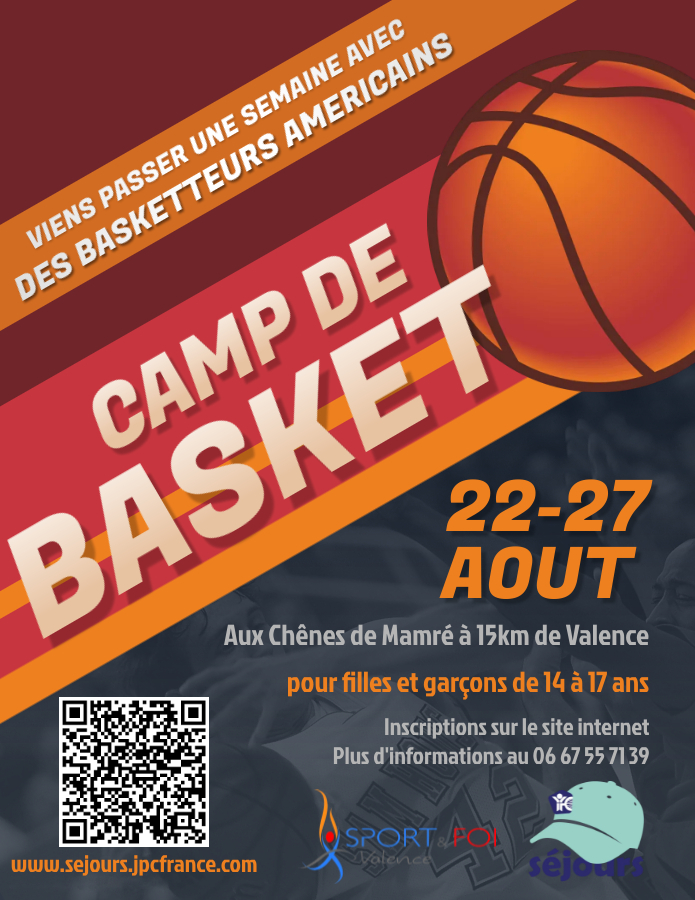 VIENS PASSER UNE SEMAINE AVEC
DES BASKETTEURS AMERICAINS
CAMP DE
BASKET
22-27
AOUT
Aux Chênes de Mamré à 15km de Valence
pour filles et garçons de 14 à 17 ans
Inscriptions sur le site internet
Plus d'informations au 06 67 55 71 39
www.sejours.jpcfrance.com
SPORT & FOI
Valence
séjours
42